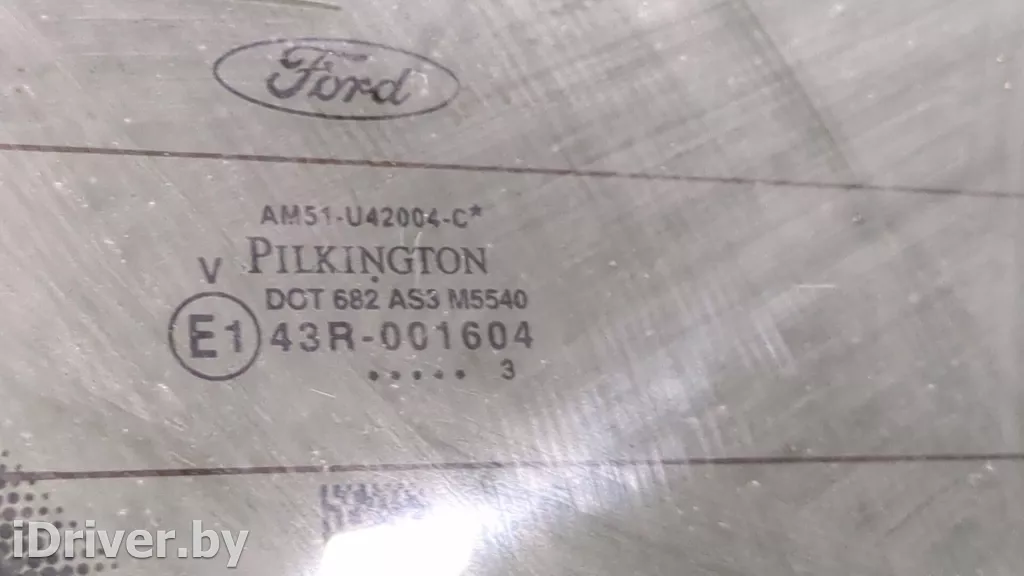 Ford
AM51-U42004-C*
V PILKINGTON
DOT 682 AS3 M5540
E1 43R-001604
..... 3
iDriver.by